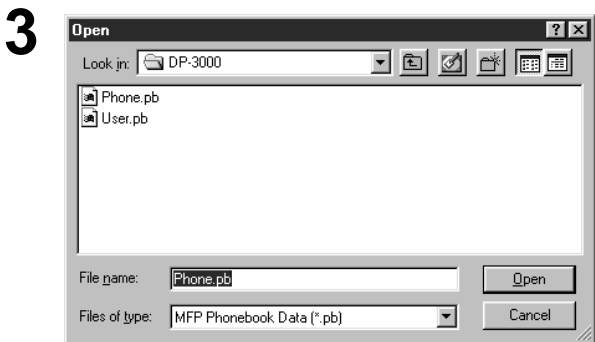 3
Open
Look in: DP-3000
Phone.pb
User.pb
File name: Phone.pb Open
Files of type: MFP Phonebook Data (*.pb) Cancel